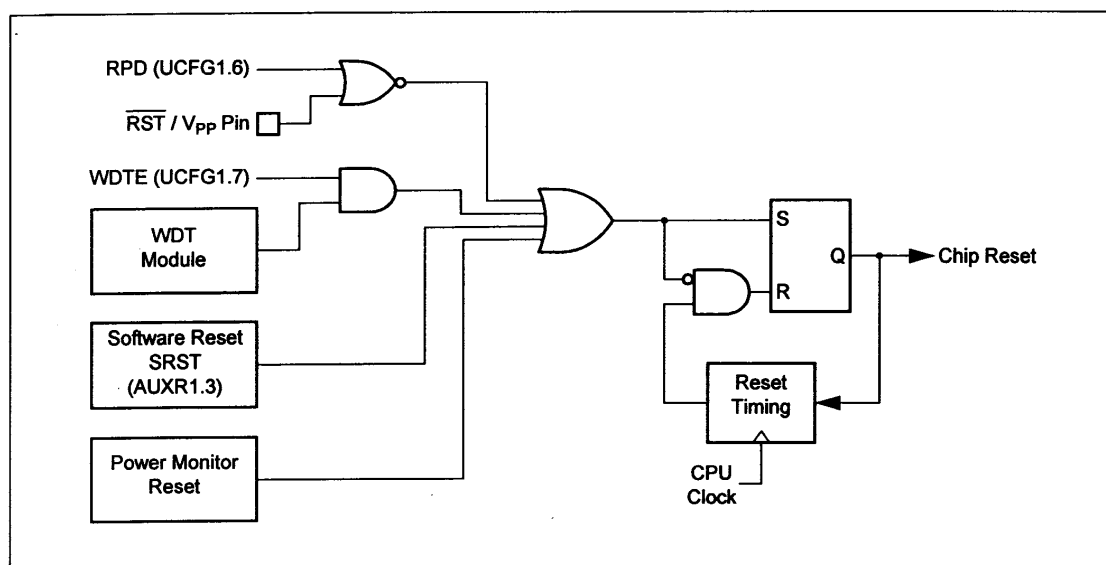 RPD (UCFG1.6)
RST / VPP Pin
WDTE (UCFG1.7)
WDT
Module
Software Reset
SRST
(AUXR1.3)
Power Monitor
Reset
S
Q
R
Chip Reset
Reset
Timing
CPU
Clock